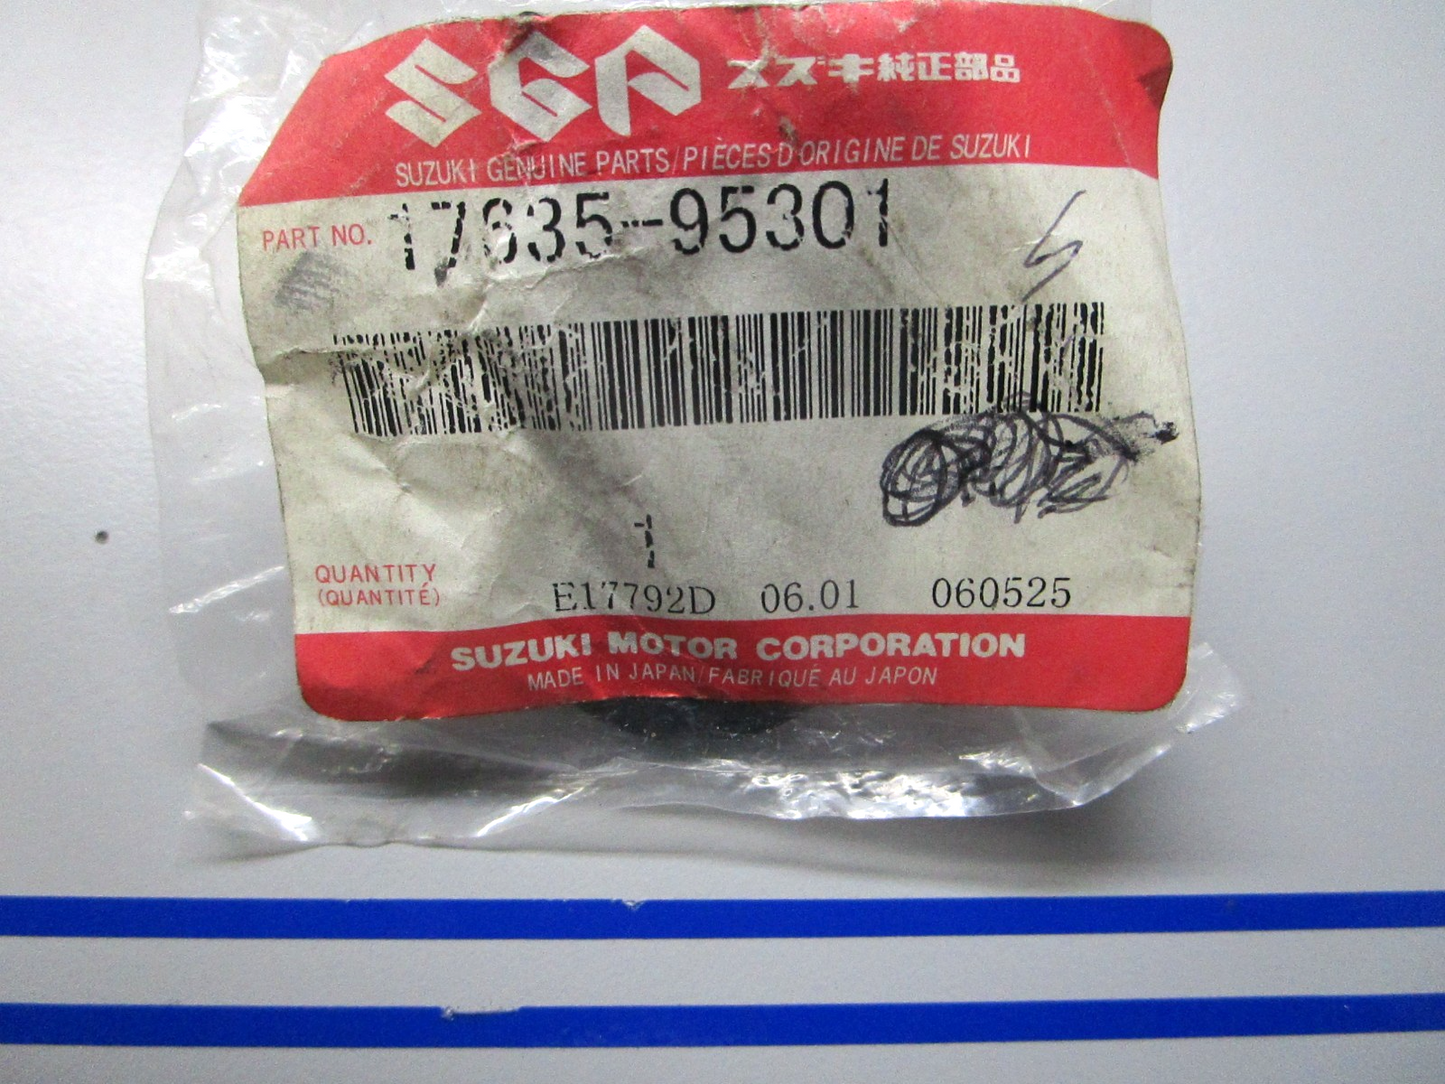 SGP スズキ純正部品
SUZUKI GENUINE PARTS/PIÈCES D'ORIGINE DE SUZUKI
PART NO. 17635-95301
1
QUANTITY
(QUANTITÉ)
E17792D 06.01 060525
SUZUKI MOTOR CORPORATION
MADE IN JAPAN/FABRIQUÉ AU JAPON